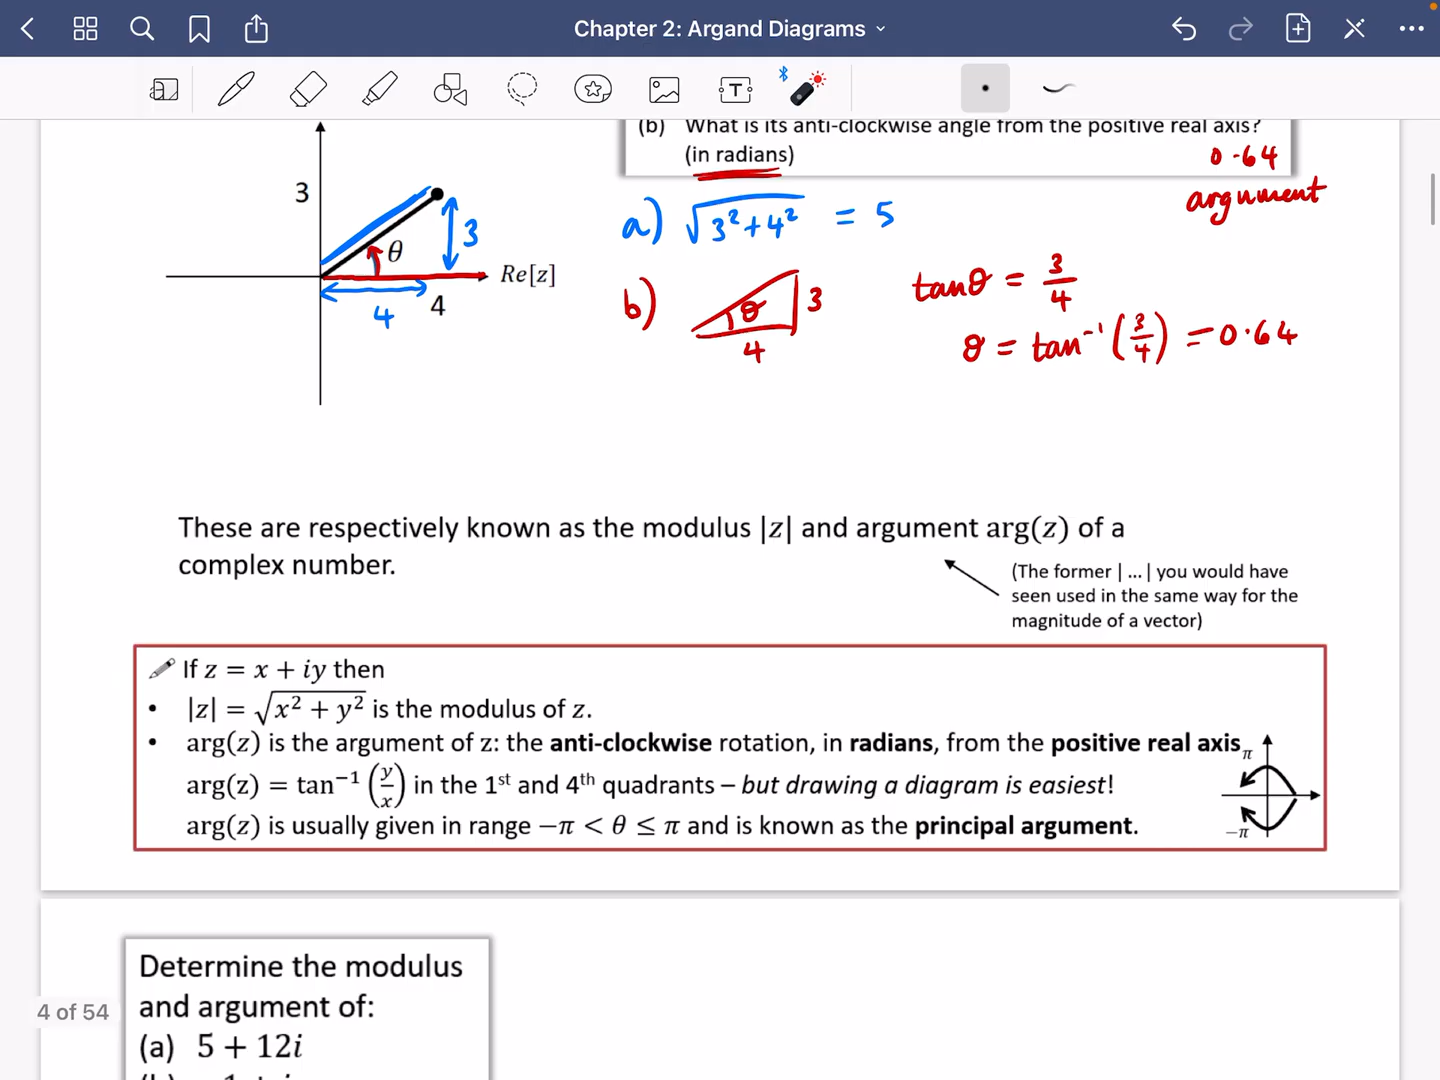 Chapter 2: Argand Diagrams
(b) What is its anti-clockwise angle from the positive real axis?
(in radians)
0.64
argument
3
θ
3
Re[z]
4
4
a) √(3² + 4²) = 5
b) θ 3
4
tanθ = 3/4
θ = tan⁻¹(3/4) = 0.64
These are respectively known as the modulus |z| and argument arg(z) of a
complex number.
(The former | ... | you would have
seen used in the same way for the
magnitude of a vector)
If z = x + iy then
• |z| = √(x² + y²) is the modulus of z.
• arg(z) is the argument of z: the anti-clockwise rotation, in radians, from the positive real axis
arg(z) = tan⁻¹(y/x) in the 1st and 4th quadrants – but drawing a diagram is easiest!
arg(z) is usually given in range −π < θ ≤ π and is known as the principal argument.
π
−π
Determine the modulus
and argument of:
4 of 54
(a) 5 + 12i